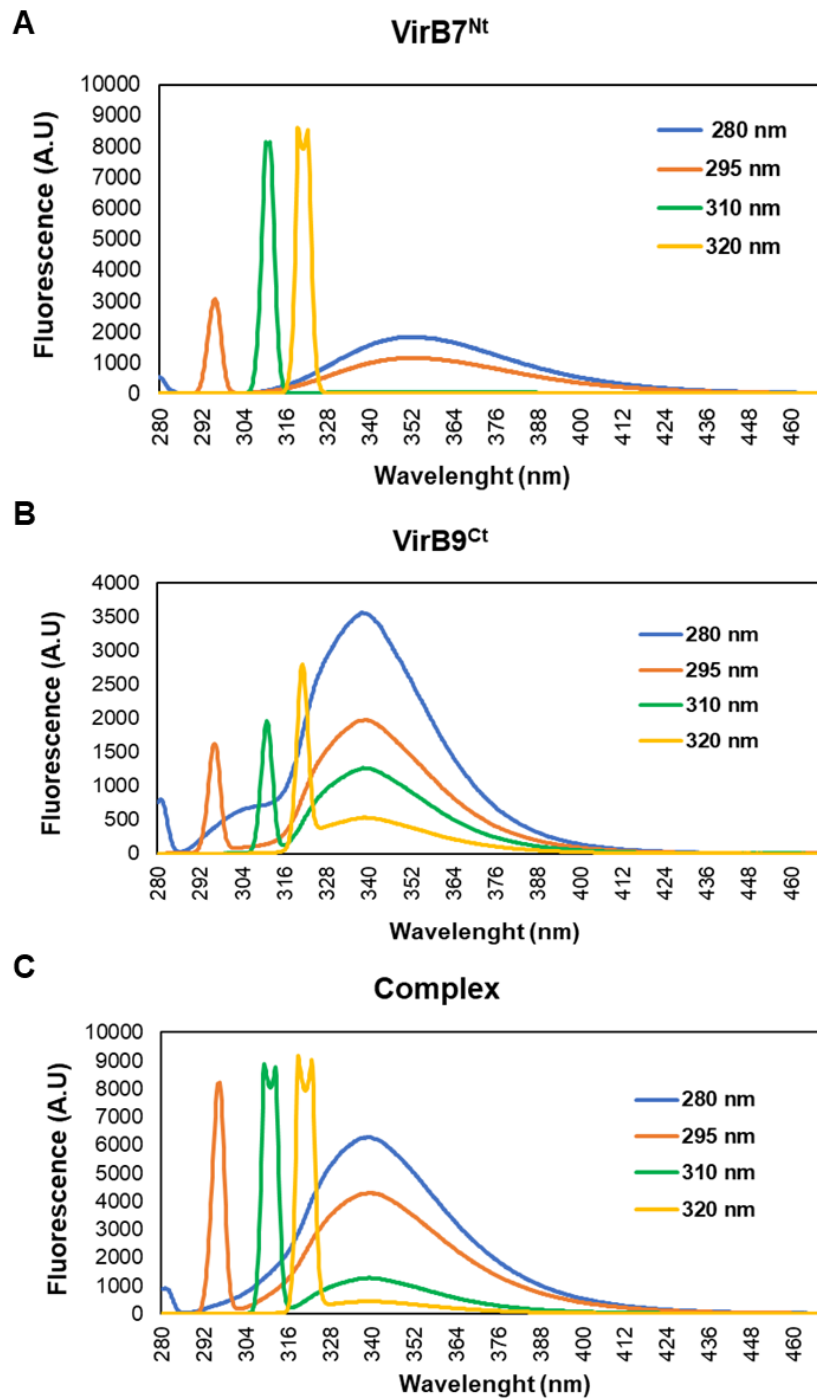 A
VirB7Nt
Fluorescence (A.U)
10000
9000
8000
7000
6000
5000
4000
3000
2000
1000
0
280 nm
295 nm
310 nm
320 nm
280 292 304 316 328 340 352 364 376 388 400 412 424 436 448 460
Wavelenght (nm)
B
VirB9Ct
Fluorescence (A.U)
4000
3500
3000
2500
2000
1500
1000
500
0
280 nm
295 nm
310 nm
320 nm
280 292 304 316 328 340 352 364 376 388 400 412 424 436 448 460
Wavelenght (nm)
C
Complex
Fluorescence (A.U)
10000
9000
8000
7000
6000
5000
4000
3000
2000
1000
0
280 nm
295 nm
310 nm
320 nm
280 292 304 316 328 340 352 364 376 388 400 412 424 436 448 460
Wavelenght (nm)